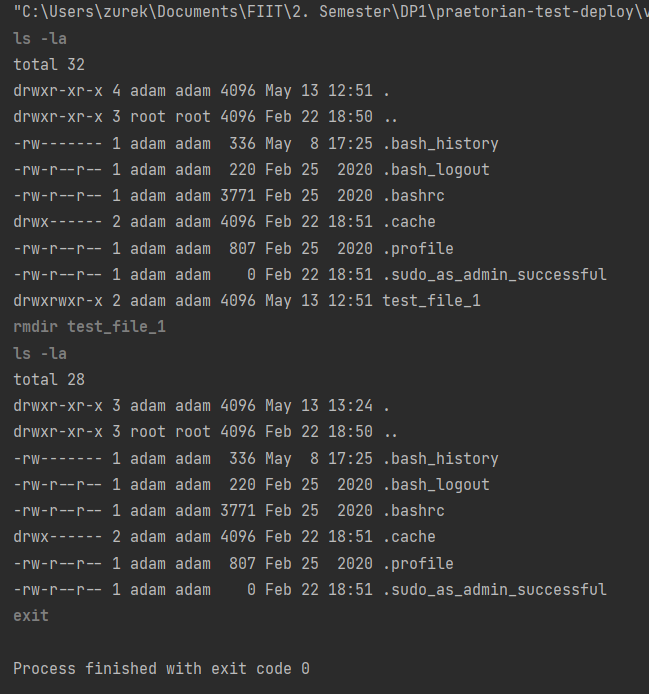 "C:\Users\zurek\Documents\FIIT\2. Semester\DP1\praetorian-test-deploy\v
ls -la
total 32
drwxr-xr-x 4 adam adam 4096 May 13 12:51 .
drwxr-xr-x 3 root root 4096 Feb 22 18:50 ..
-rw------- 1 adam adam  336 May  8 17:25 .bash_history
-rw-r--r-- 1 adam adam  220 Feb 25  2020 .bash_logout
-rw-r--r-- 1 adam adam 3771 Feb 25  2020 .bashrc
drwx------ 2 adam adam 4096 Feb 22 18:51 .cache
-rw-r--r-- 1 adam adam  807 Feb 25  2020 .profile
-rw-r--r-- 1 adam adam    0 Feb 22 18:51 .sudo_as_admin_successful
drwxrwxr-x 2 adam adam 4096 May 13 12:51 test_file_1
rmdir test_file_1
ls -la
total 28
drwxr-xr-x 3 adam adam 4096 May 13 13:24 .
drwxr-xr-x 3 root root 4096 Feb 22 18:50 ..
-rw------- 1 adam adam  336 May  8 17:25 .bash_history
-rw-r--r-- 1 adam adam  220 Feb 25  2020 .bash_logout
-rw-r--r-- 1 adam adam 3771 Feb 25  2020 .bashrc
drwx------ 2 adam adam 4096 Feb 22 18:51 .cache
-rw-r--r-- 1 adam adam  807 Feb 25  2020 .profile
-rw-r--r-- 1 adam adam    0 Feb 22 18:51 .sudo_as_admin_successful
exit
Process finished with exit code 0